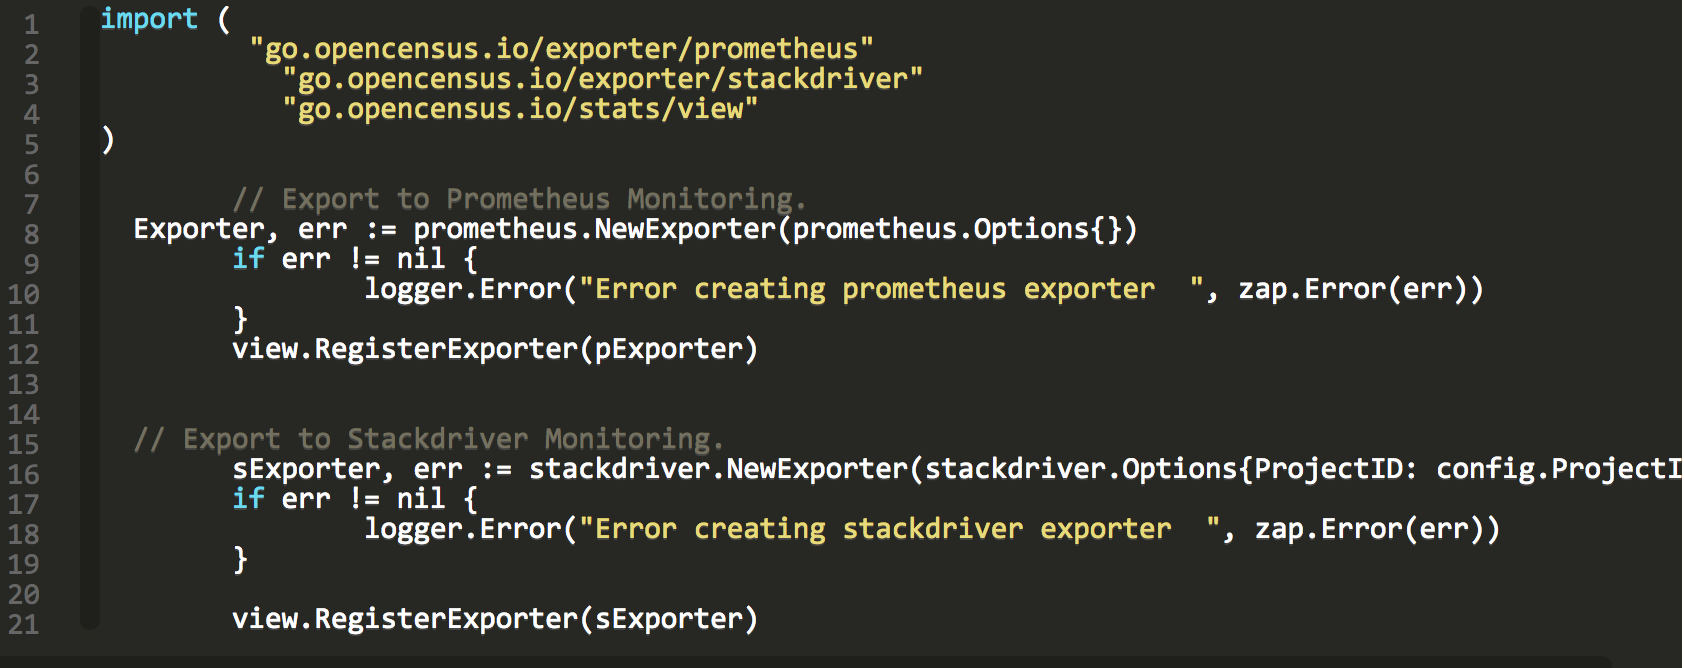 1 import (
2 "go.opencensus.io/exporter/prometheus"
3 "go.opencensus.io/exporter/stackdriver"
4 "go.opencensus.io/stats/view"
5 )
6
7 // Export to Prometheus Monitoring.
8 Exporter, err := prometheus.NewExporter(prometheus.Options{})
9 if err != nil {
10 logger.Error("Error creating prometheus exporter  ", zap.Error(err))
11 }
12 view.RegisterExporter(pExporter)
13
14
15 // Export to Stackdriver Monitoring.
16 sExporter, err := stackdriver.NewExporter(stackdriver.Options{ProjectID: config.ProjectI
17 if err != nil {
18 logger.Error("Error creating stackdriver exporter  ", zap.Error(err))
19 }
20
21 view.RegisterExporter(sExporter)